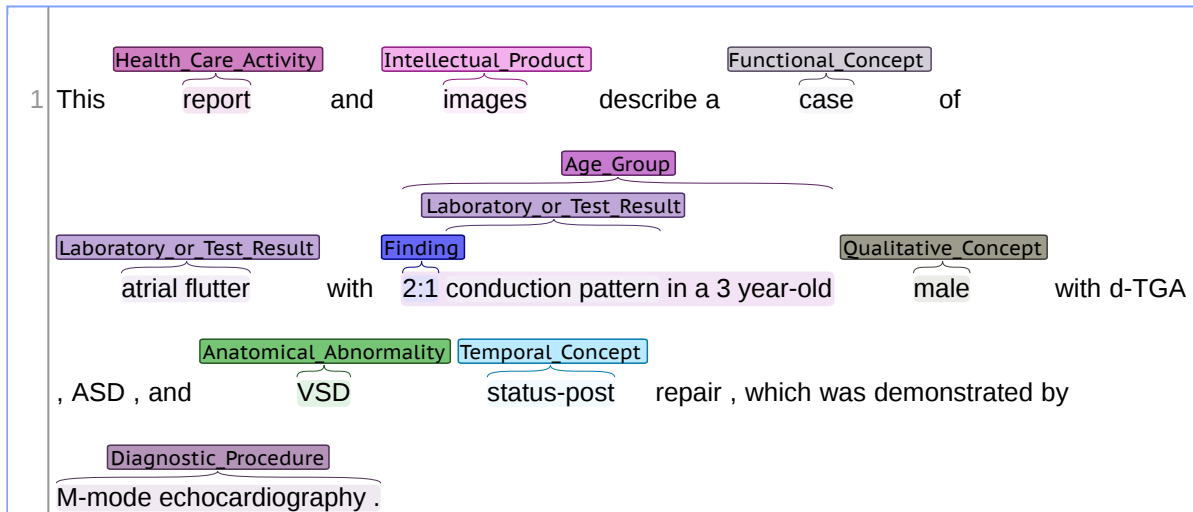 Health_Care_Activity Intellectual_Product Functional_Concept
1 This report and images describe a case of
Age_Group
Laboratory_or_Test_Result
Laboratory_or_Test_Result Finding Qualitative_Concept
atrial flutter with 2:1 conduction pattern in a 3 year-old male with d-TGA
Anatomical_Abnormality Temporal_Concept
, ASD , and VSD status-post repair , which was demonstrated by
Diagnostic_Procedure
M-mode echocardiography .